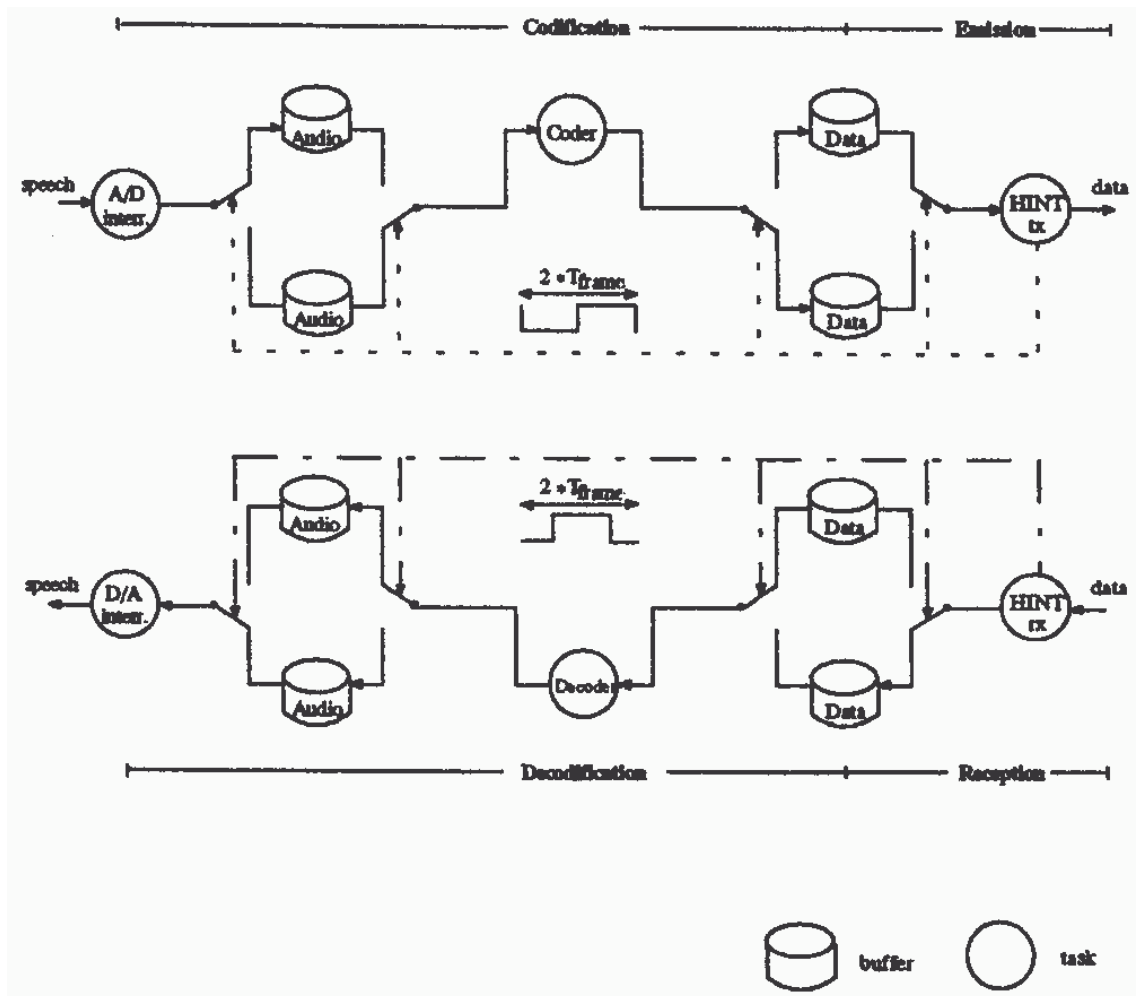 Codification
Emission
Audio
Coder
Data
speech
A/D
interr.
HINT
tx
data
2 * Tframe
Audio
Data
2 * Tframe
Audio
Data
speech
D/A
interr.
HINT
rx
data
Audio
Decoder
Data
Decodification
Reception
buffer
task